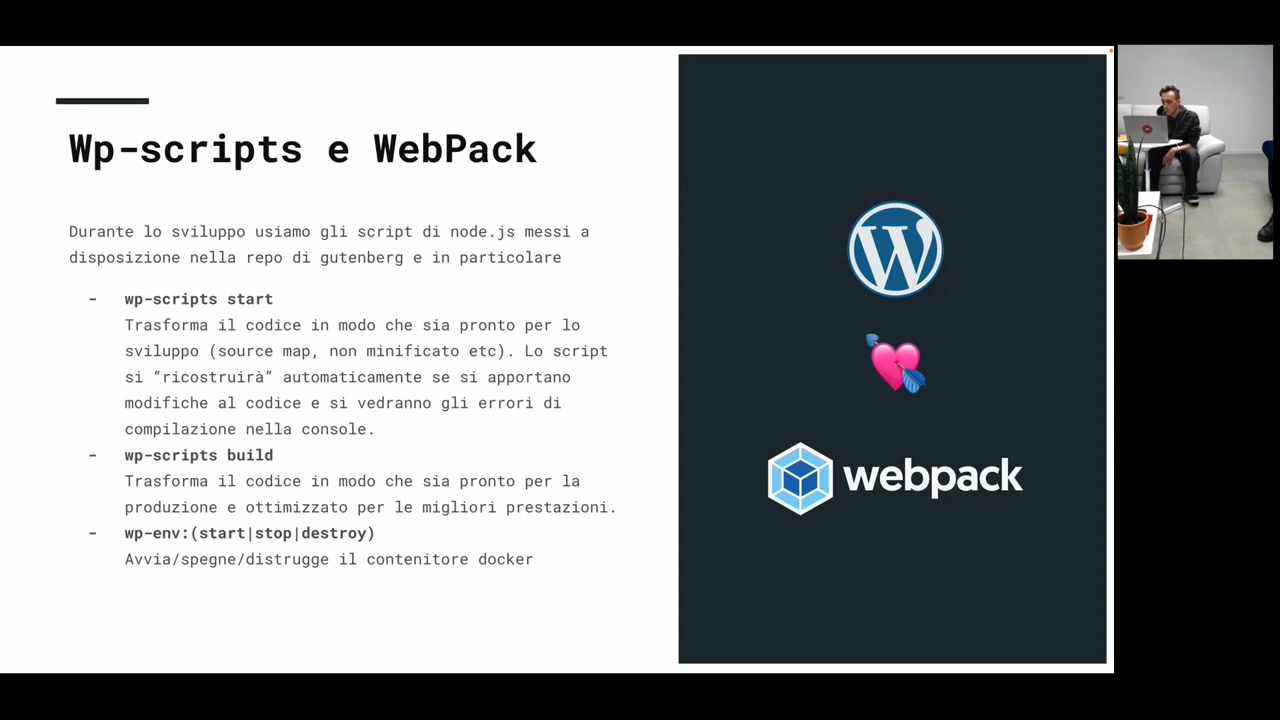 Wp-scripts e WebPack
Durante lo sviluppo usiamo gli script di node.js messi a
disposizione nella repo di gutenberg e in particolare
- wp-scripts start
Trasforma il codice in modo che sia pronto per lo
sviluppo (source map, non minificato etc). Lo script
si “ricostruirà” automaticamente se si apportano
modifiche al codice e si vedranno gli errori di
compilazione nella console.
- wp-scripts build
Trasforma il codice in modo che sia pronto per la
produzione e ottimizzato per le migliori prestazioni.
- wp-env:(start|stop|destroy)
Avvia/spegne/distrugge il contenitore docker
W
webpack